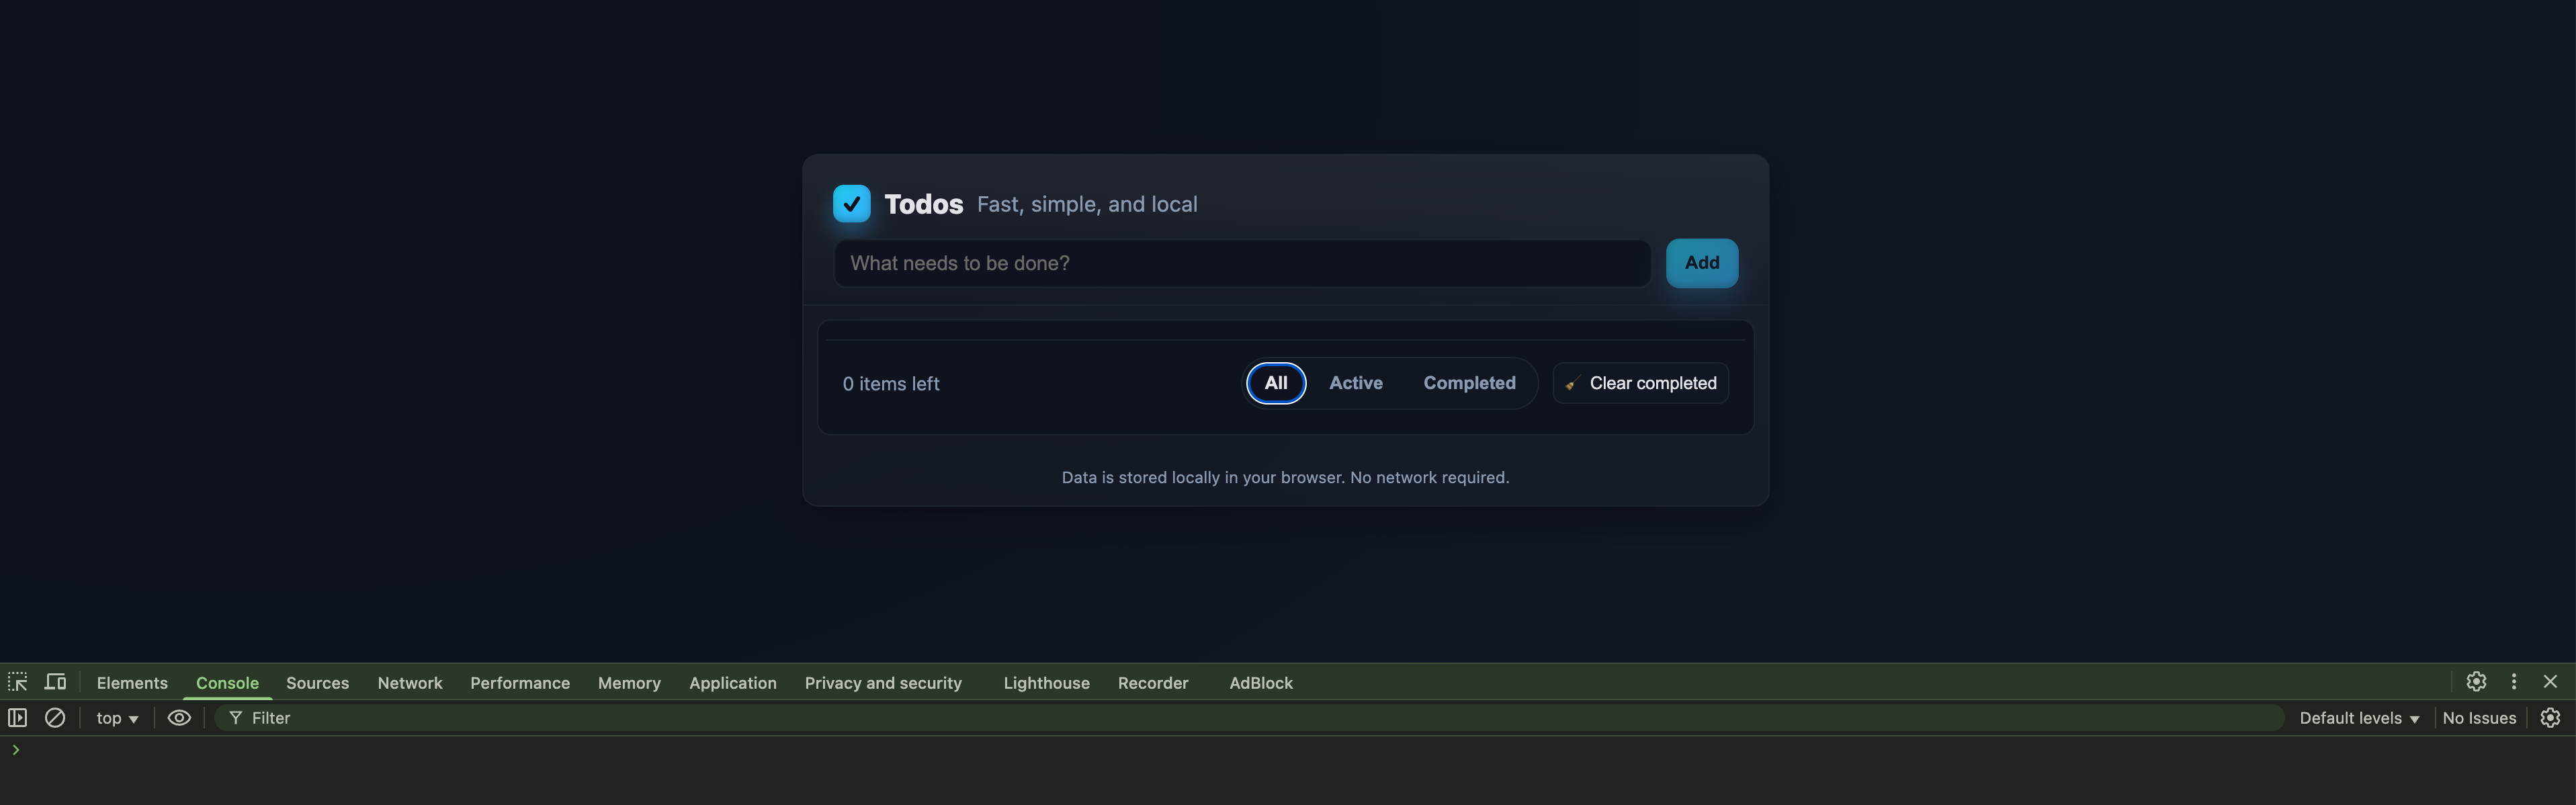 Todos Fast, simple, and local
What needs to be done?
Add
0 items left
All Active Completed
Clear completed
Data is stored locally in your browser. No network required.
Elements Console Sources Network Performance Memory Application Privacy and security Lighthouse Recorder AdBlock
top Filter Default levels No Issues